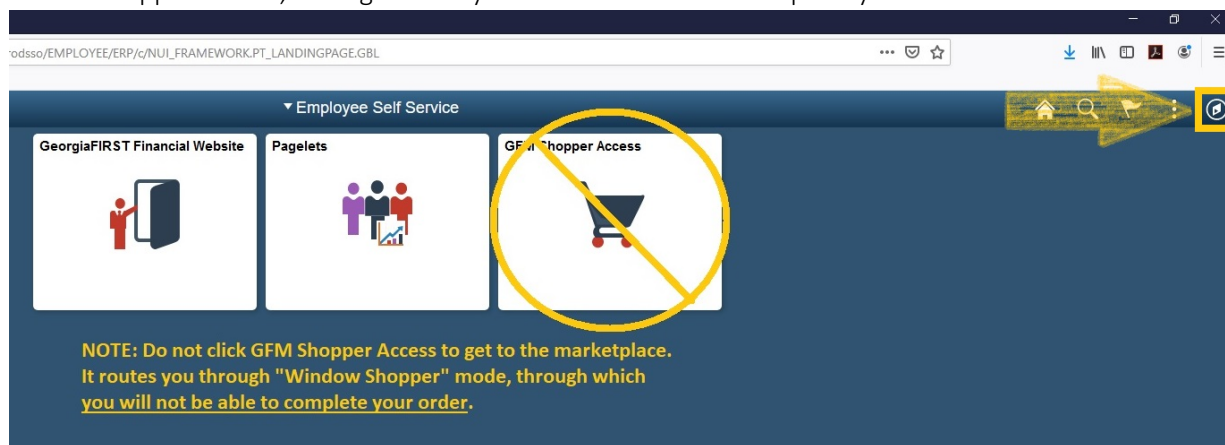 rodsso/EMPLOYEE/ERP/c/NUI_FRAMEWORK.PT_LANDINGPAGE.GBL
Employee Self Service
GeorgiaFIRST Financial Website
Pagelets
GFM Shopper Access
NOTE: Do not click GFM Shopper Access to get to the marketplace.
It routes you through "Window Shopper" mode, through which
you will not be able to complete your order.